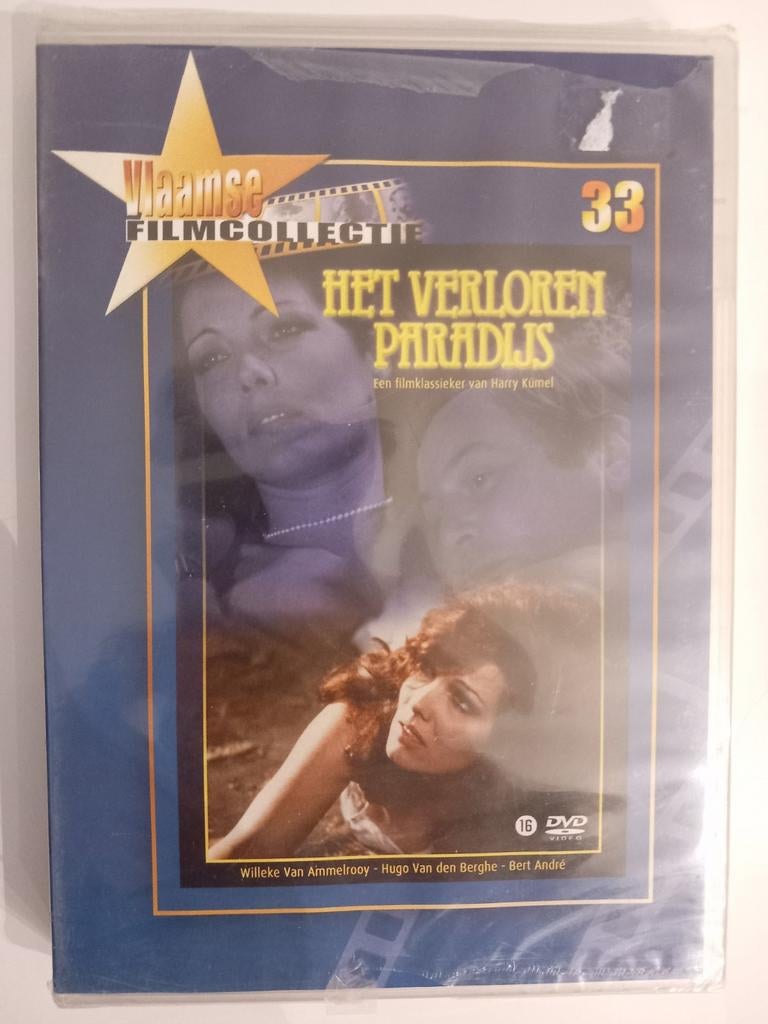 Vlaamse
FILMCOLLECTIE
33
HET VERLOREN
PARADIJS
Een filmklassieker van Harry Kümel
16
DVD
VIDEO
Willeke Van Ammelrooy - Hugo Van den Berghe - Bert André